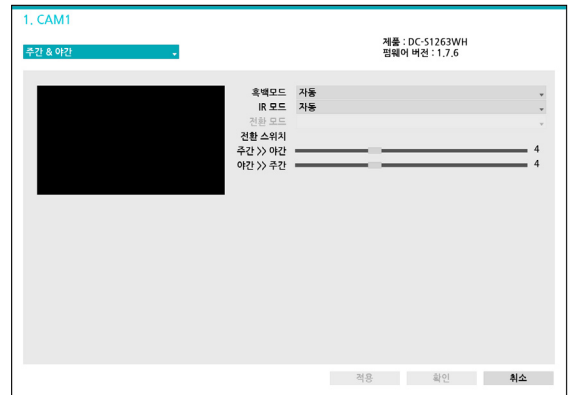 1. CAM1
제품 : DC-S1263WH
주간 & 야간
펌웨어 버전 : 1.7.6
흑백모드 자동
IR 모드 자동
전환 모드
전환 스위치
주간 >> 야간 4
야간 >> 주간 4
적용 확인 취소